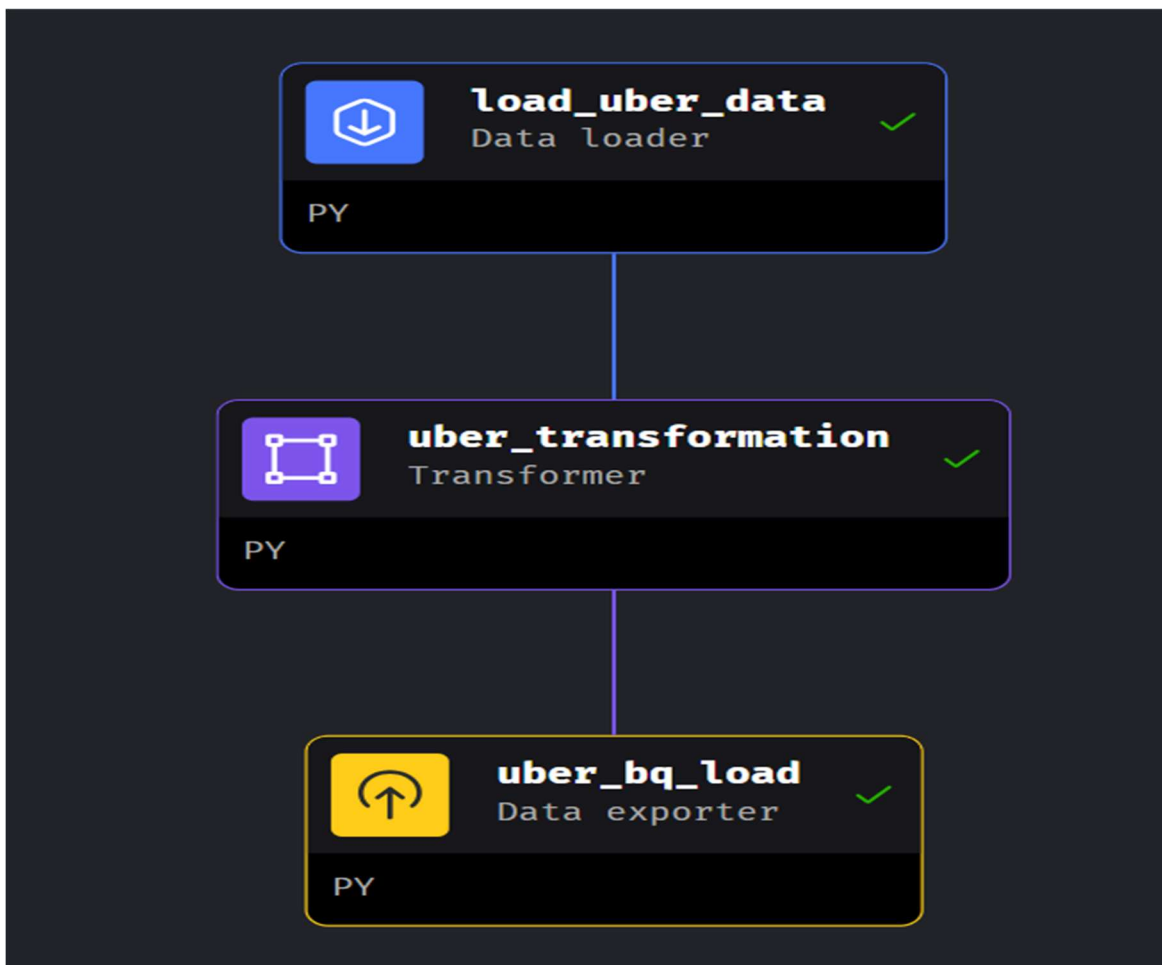 load_uber_data
Data loader
PY
uber_transformation
Transformer
PY
uber_bq_load
Data exporter
PY